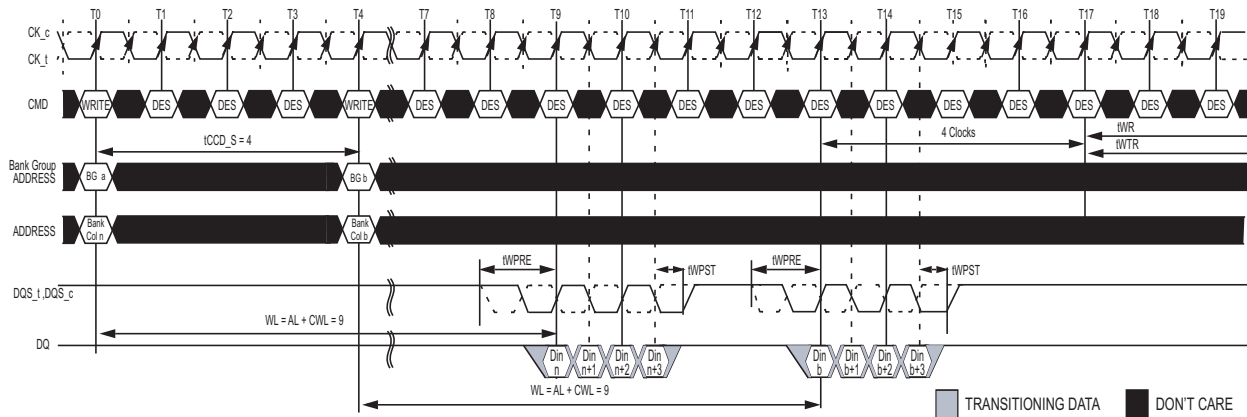 T0 T1 T2 T3 T4 T7 T8 T9 T10 T11 T12 T13 T14 T15 T16 T17 T18 T19
CK_c
CK_t
CMD WRITE DES DES DES WRITE DES DES DES DES DES DES DES DES DES DES DES DES DES
tCCD_S = 4
4 Clocks
tWR
tWTR
Bank Group
ADDRESS
BG a
BG b
ADDRESS
Bank
Col n
Bank
Col b
tWPRE
tWPST
tWPRE
tWPST
DQS_t ,DQS_c
WL = AL + CWL = 9
DQ
Din
n
Din
n+1
Din
n+2
Din
n+3
Din
b
Din
b+1
Din
b+2
Din
b+3
WL = AL + CWL = 9
TRANSITIONING DATA
DON'T CARE